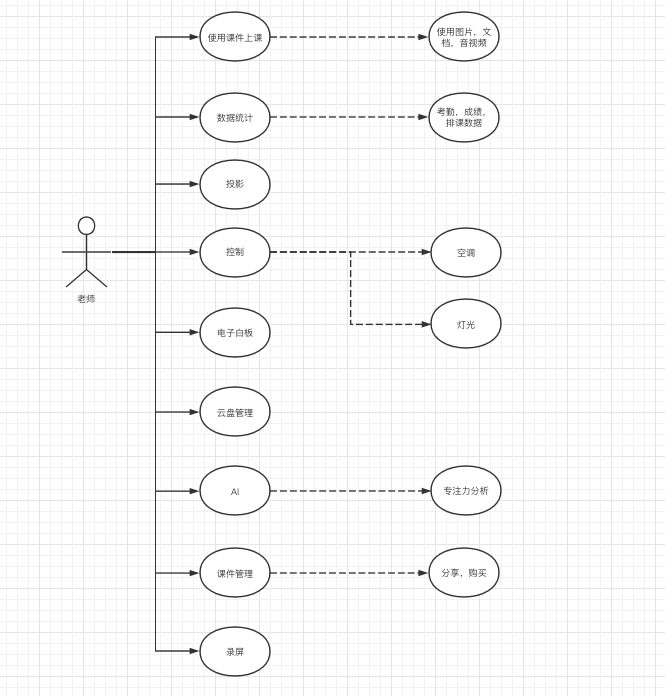 使用课件上课
使用图片，文
档，音视频
数据统计
考勤，成绩，
排课数据
投影
控制
空调
老师
灯光
电子白板
云盘管理
AI
专注力分析
课件管理
分享，购买
录屏